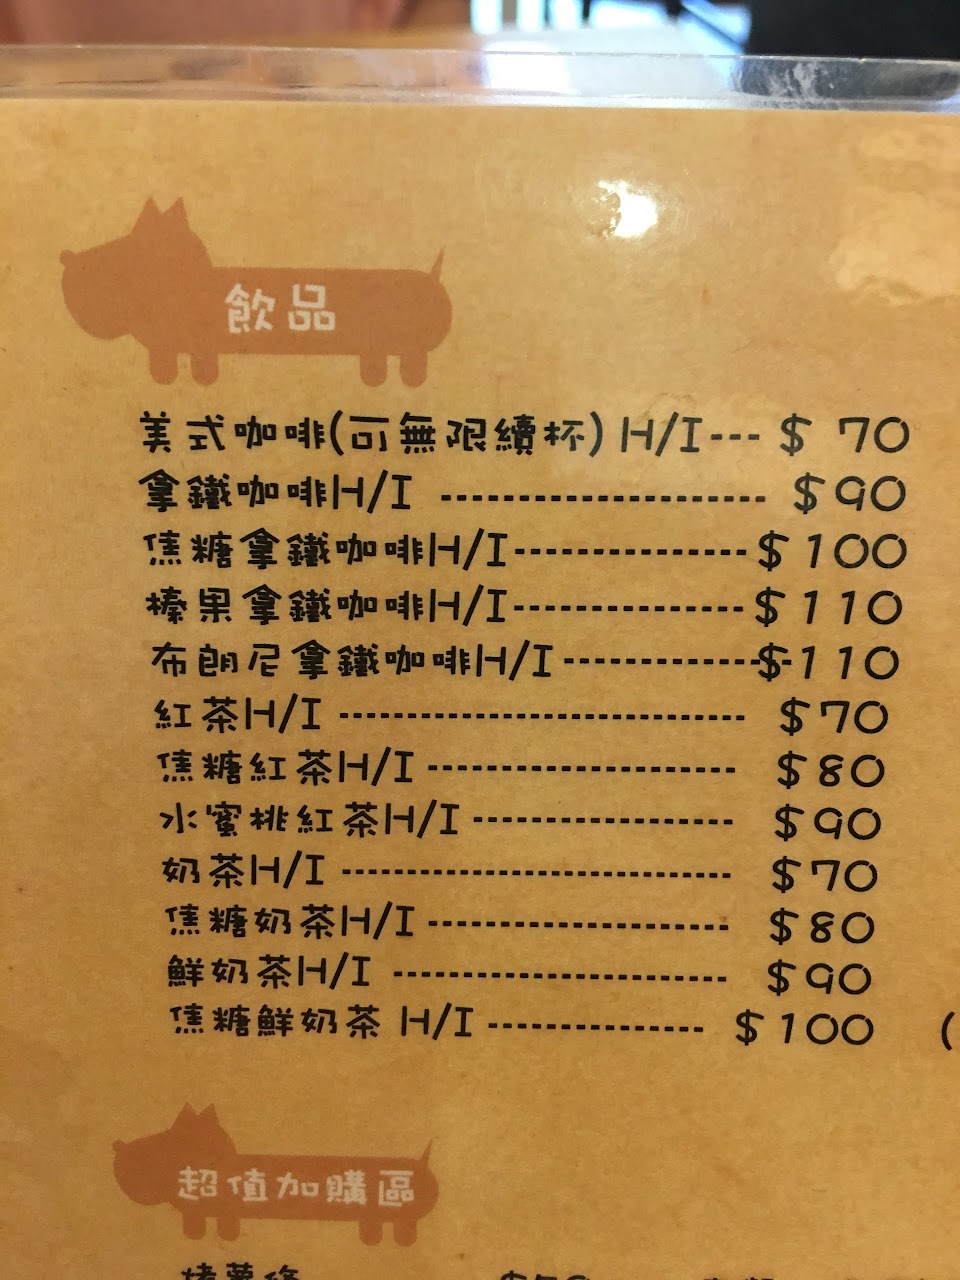 飲品
美式咖啡(可無限續杯) H/I--- $ 70
拿鐵咖啡H/I --------------------- $90
焦糖拿鐵咖啡H/I---------------$100
榛果拿鐵咖啡H/I---------------$110
布朗尼拿鐵咖啡H/I-------------$-110
紅茶H/I -------------------------- $70
焦糖紅茶H/I -------------------- $80
水蜜桃紅茶H/I ----------------- $90
奶茶H/I ------------------------- $70
焦糖奶茶H/I ------------------- $80
鮮奶茶H/I --------------------- $90
焦糖鮮奶茶 H/I -------------- $100 (
超值加購區